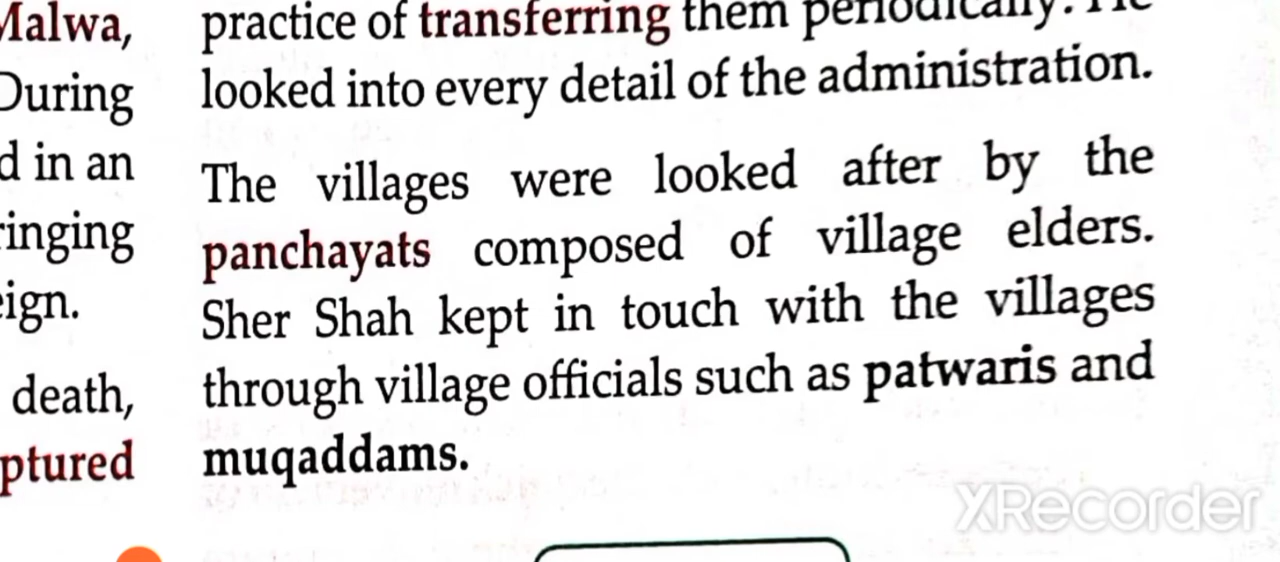 Malwa,
During
d in an
ringing
eign.
death,
ptured
practice of transferring them periodically. He
looked into every detail of the administration.
The villages were looked after by the
panchayats composed of village elders.
Sher Shah kept in touch with the villages
through village officials such as patwaris and
muqaddams.
XRecorder